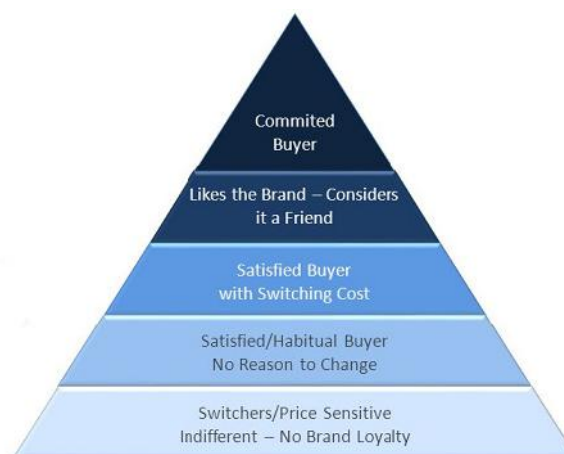 Commited
Buyer
Likes the Brand – Considers
it a Friend
Satisfied Buyer
with Switching Cost
Satisfied/Habitual Buyer
No Reason to Change
Switchers/Price Sensitive
Indifferent – No Brand Loyalty